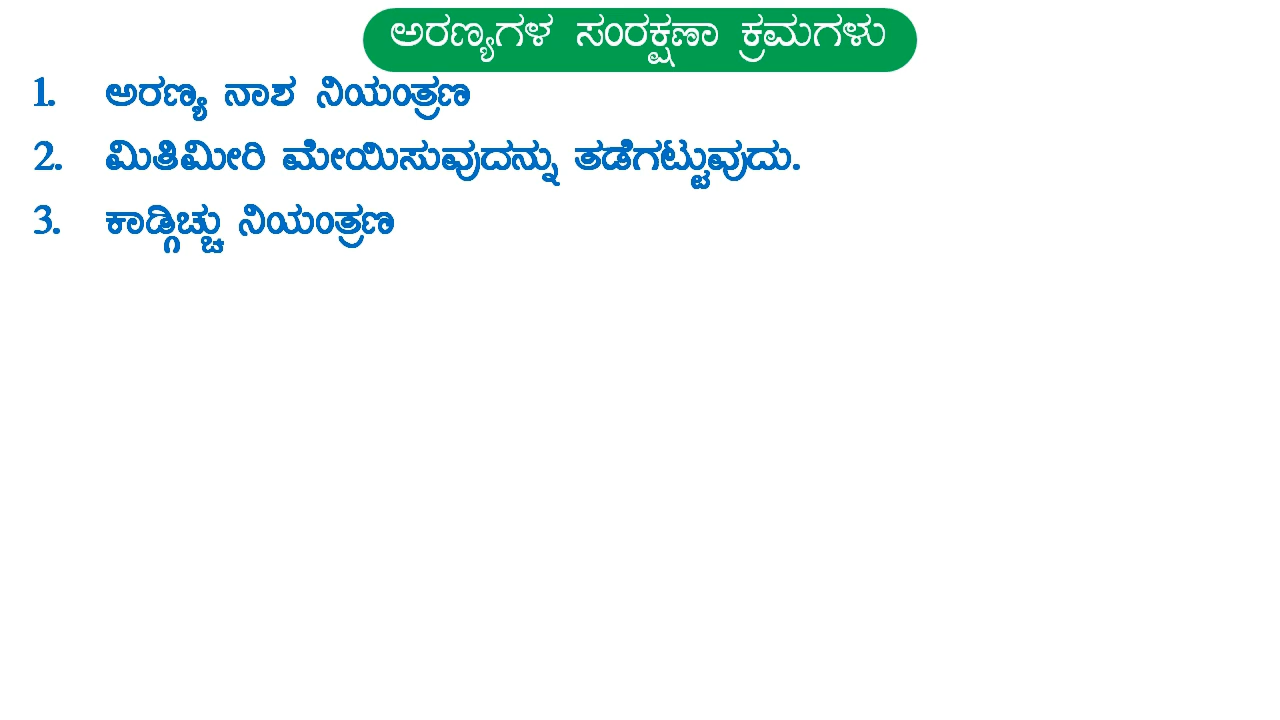 ಅರಣ್ಯಗಳ ಸಂರಕ್ಷಣಾ ಕ್ರಮಗಳು
1. ಅರಣ್ಯ ನಾಶ ನಿಯಂತ್ರಣ
2. ಮಿತಿಮೀರಿ ಮೇಯಿಸುವುದನ್ನು ತಡೆಗಟ್ಟುವುದು.
3. ಕಾಡ್ಗಿಚ್ಚು ನಿಯಂತ್ರಣ